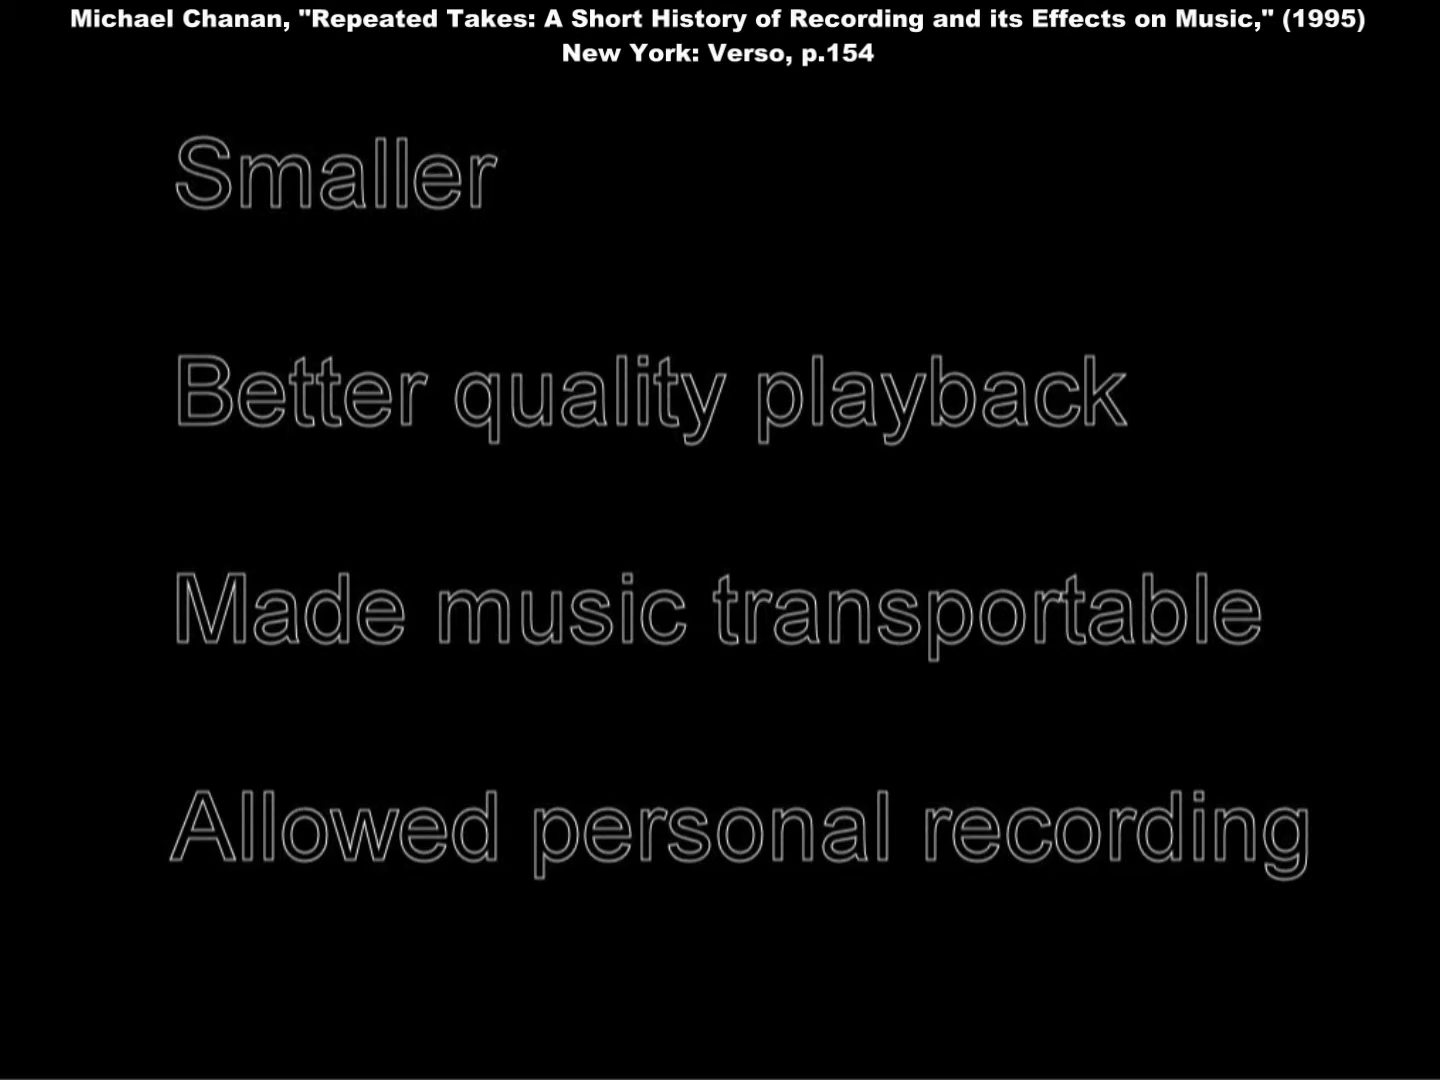 Michael Chanan, "Repeated Takes: A Short History of Recording and its Effects on Music," (1995)
New York: Verso, p.154
Smaller
Better quality playback
Made music transportable
Allowed personal recording